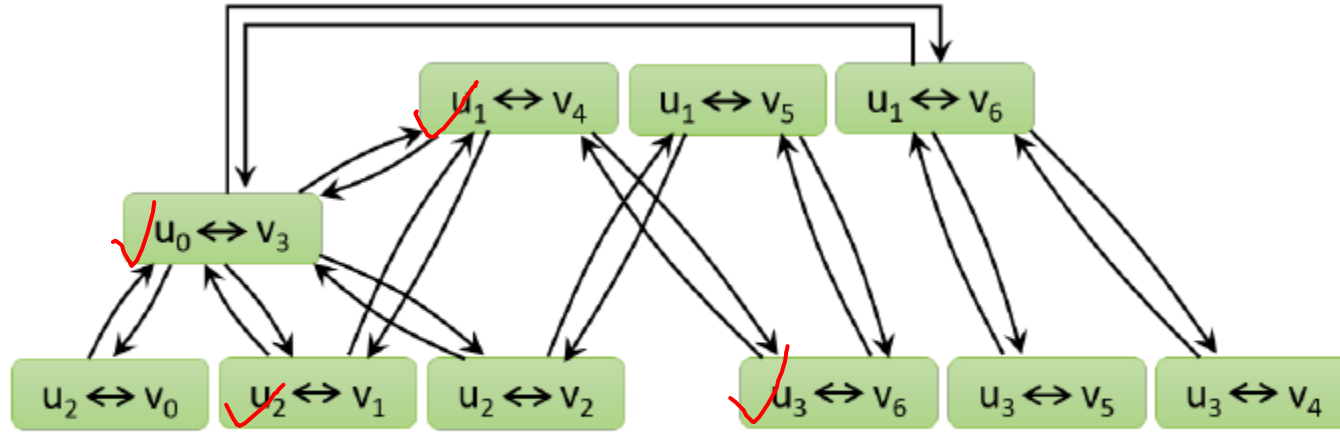 u₁ ↔ v₄ u₁ ↔ v₅ u₁ ↔ v₆
u₀ ↔ v₃
u₂ ↔ v₀ u₂ ↔ v₁ u₂ ↔ v₂ u₃ ↔ v₆ u₃ ↔ v₅ u₃ ↔ v₄